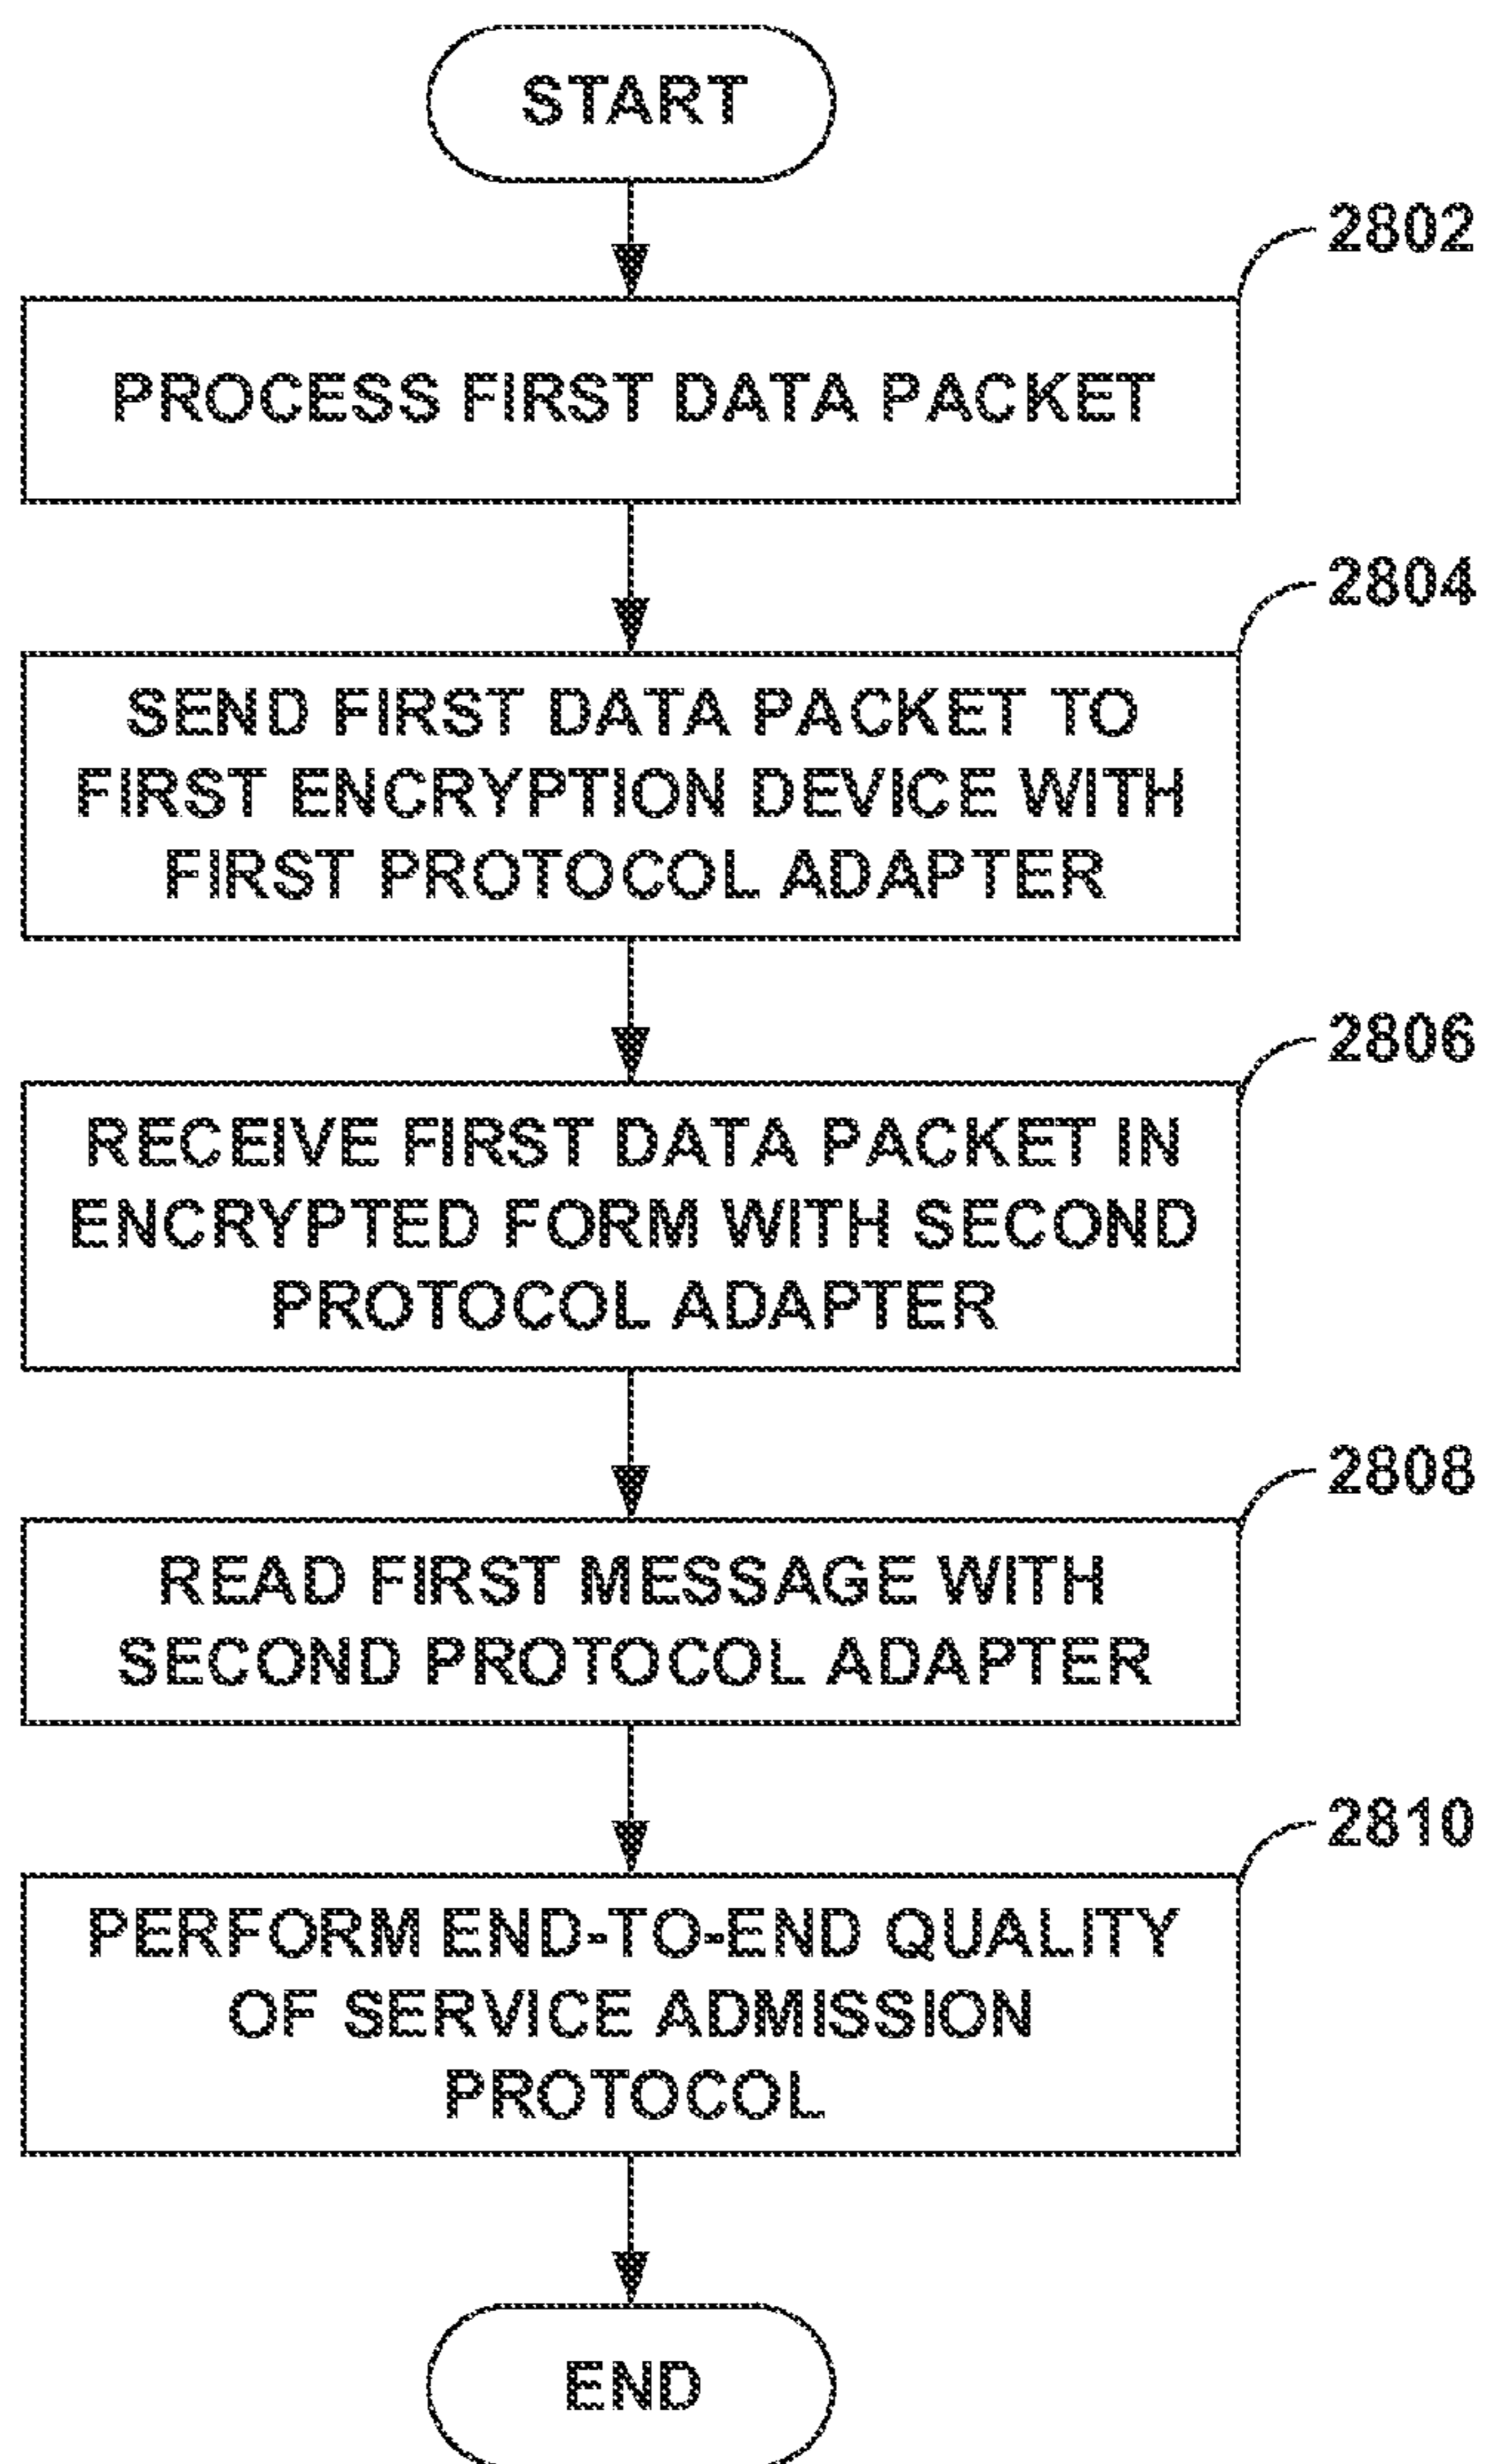 START
2802
PROCESS FIRST DATA PACKET
2804
SEND FIRST DATA PACKET TO
FIRST ENCRYPTION DEVICE WITH
FIRST PROTOCOL ADAPTER
2806
RECEIVE FIRST DATA PACKET IN
ENCRYPTED FORM WITH SECOND
PROTOCOL ADAPTER
2808
READ FIRST MESSAGE WITH
SECOND PROTOCOL ADAPTER
2810
PERFORM END-TO-END QUALITY
OF SERVICE ADMISSION
PROTOCOL
END